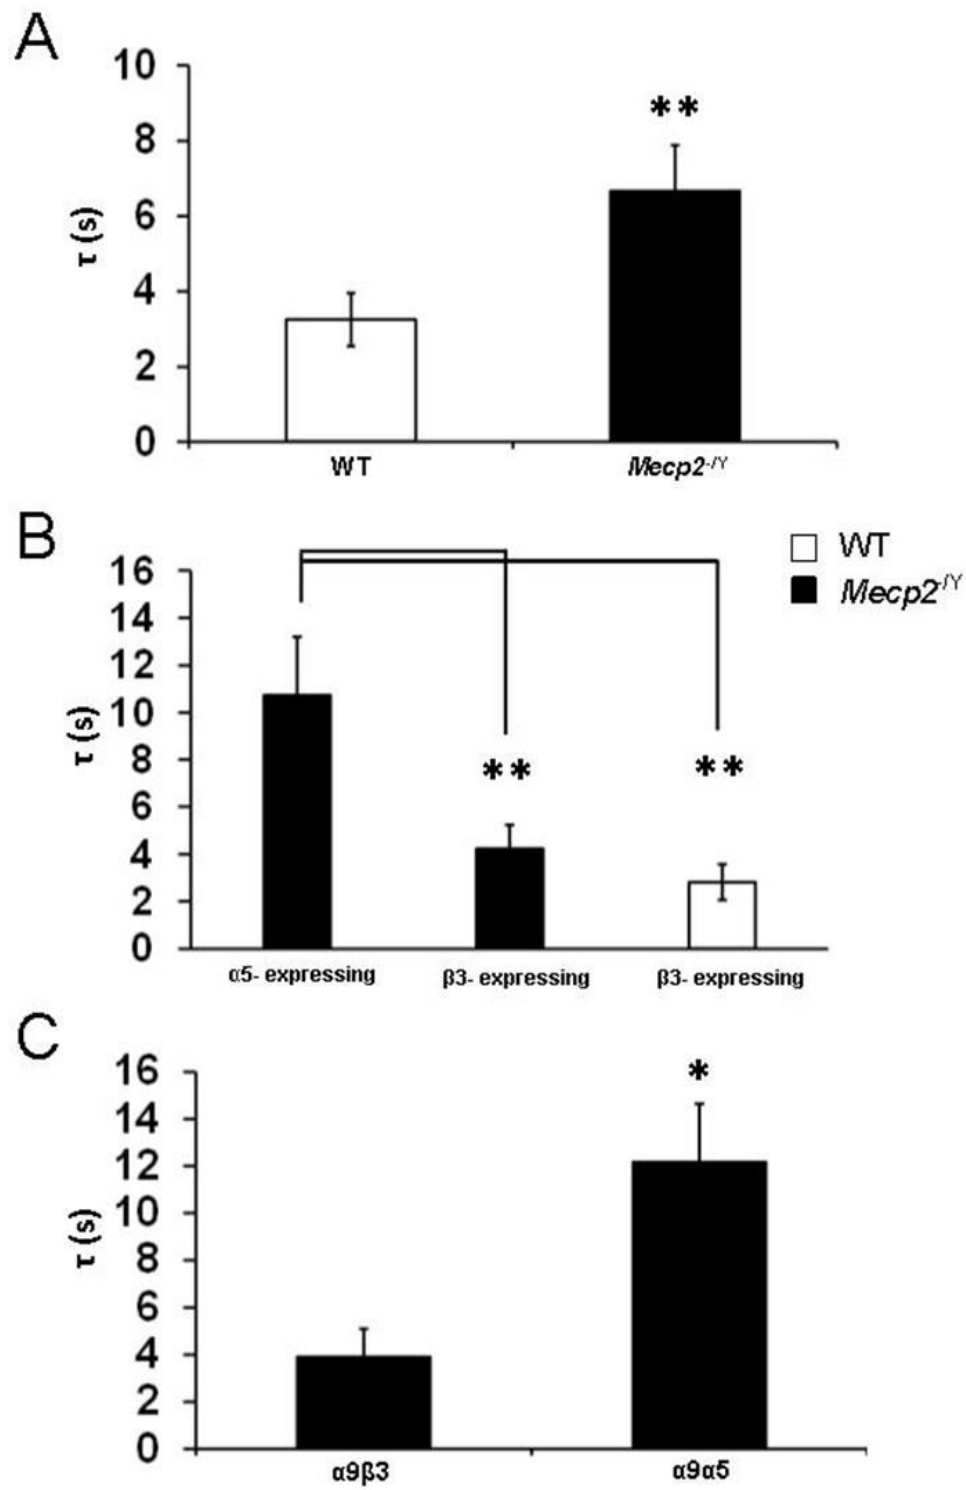 A
10
8
6
4
2
0
τ (s)
**
WT
Mecp2-/Y
B
16
14
12
10
8
6
4
2
0
τ (s)
**
**
WT
Mecp2-/Y
α5- expressing
β3- expressing
β3- expressing
C
16
14
12
10
8
6
4
2
0
τ (s)
*
α9β3
α9α5